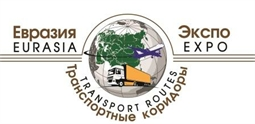 Евразия Экспо
EURASIA EXPO
TRANSPORT ROUTES
Транспортные коридоры